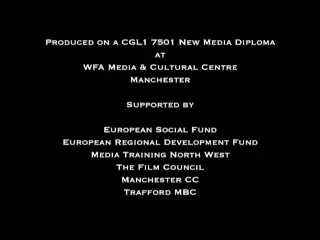 Produced on a CGL1 7501 New Media Diploma
at
WFA Media & Cultural Centre
Manchester
Supported by
European Social Fund
European Regional Development Fund
Media Training North West
The Film Council
Manchester CC
Trafford MBC